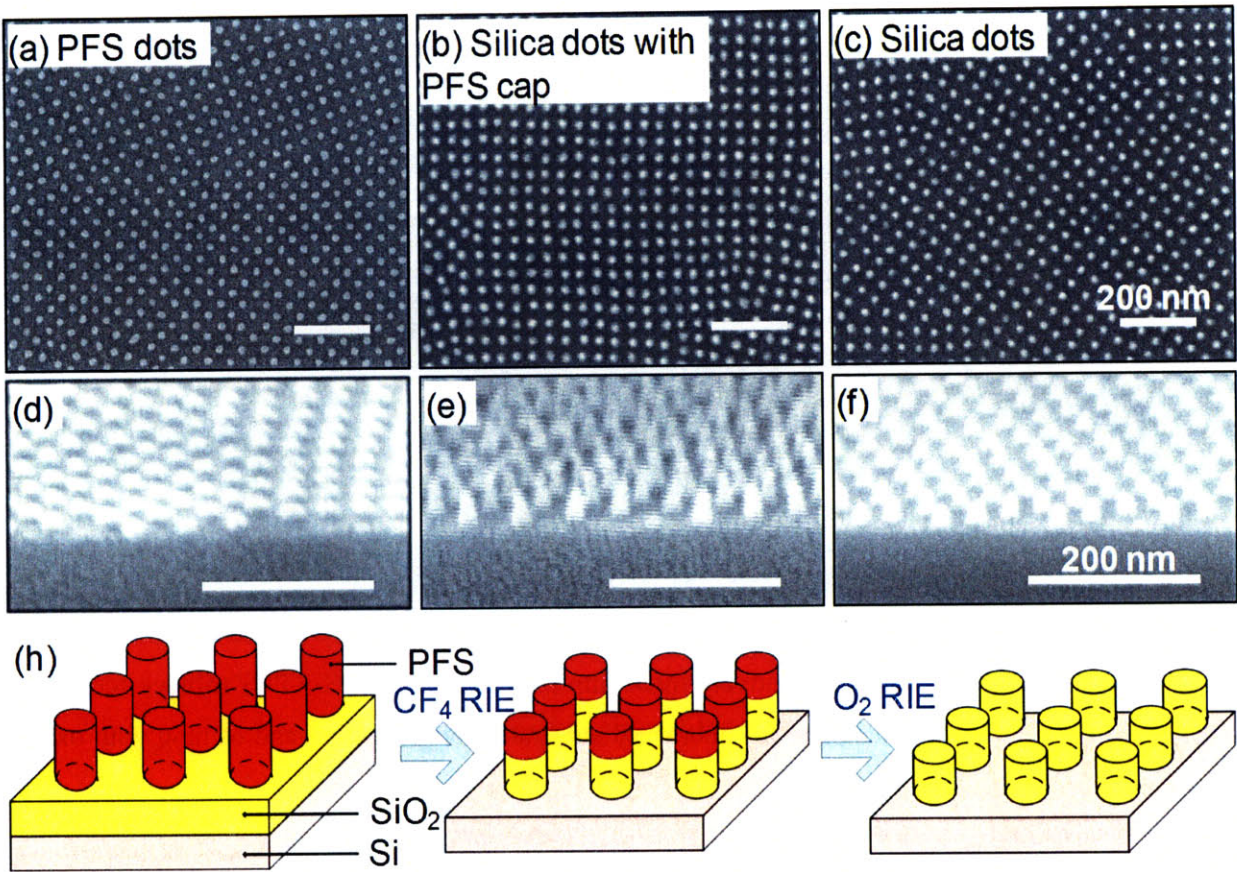 (a) PFS dots
(b) Silica dots with
PFS cap
(c) Silica dots
200 nm
(d)
(e)
(f)
200 nm
(h)
PFS
CF₄ RIE
O₂ RIE
SiO₂
Si